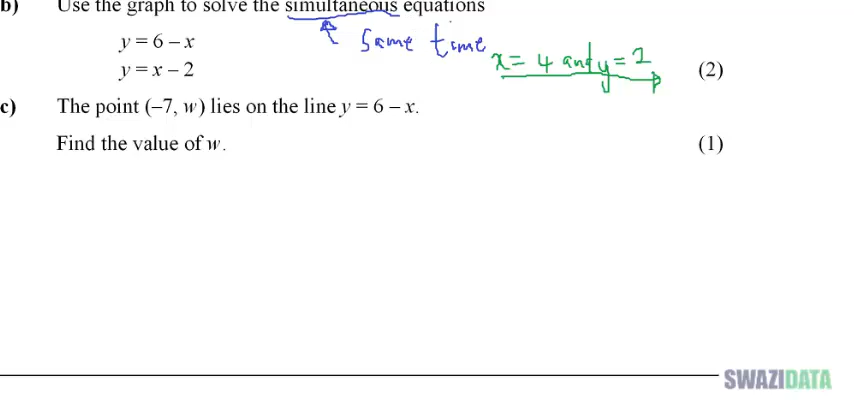 b) Use the graph to solve the simultaneous equations
y = 6 – x
same time
y = x – 2
x = 4 and y = 2
(2)
c) The point (–7, w) lies on the line y = 6 – x.
Find the value of w. (1)
SWAZIDATA